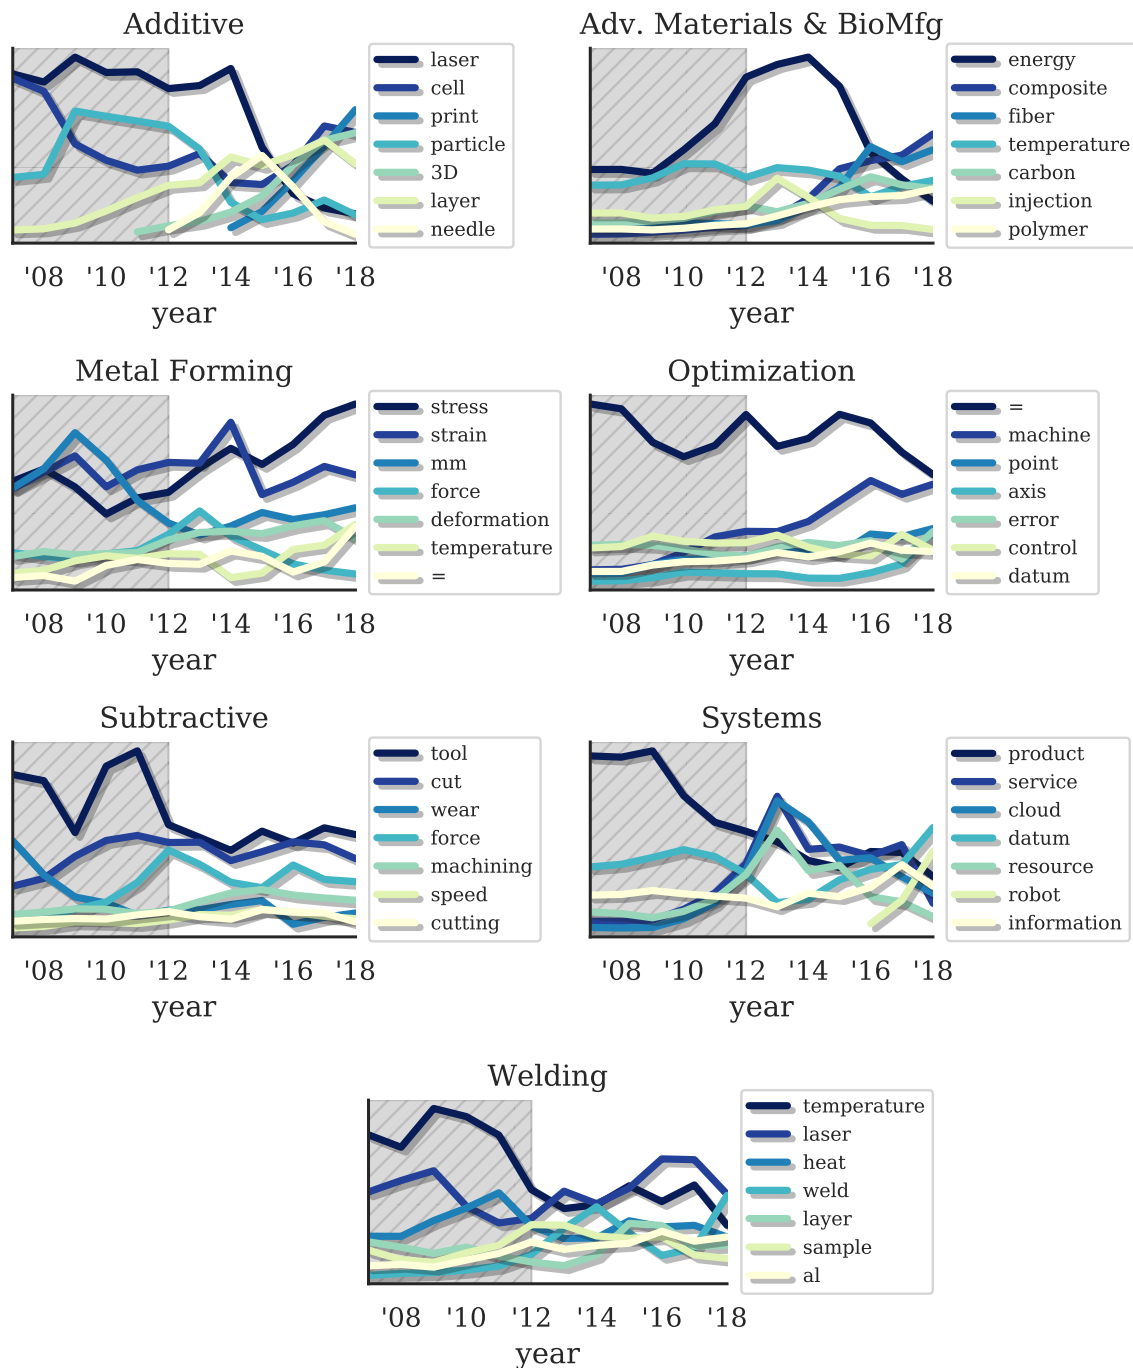 Additive
laser
cell
print
particle
3D
layer
needle
'08 '10 '12 '14 '16 '18
year
Adv. Materials & BioMfg
energy
composite
fiber
temperature
carbon
injection
polymer
'08 '10 '12 '14 '16 '18
year
Metal Forming
stress
strain
mm
force
deformation
temperature
=
'08 '10 '12 '14 '16 '18
year
Optimization
=
machine
point
axis
error
control
datum
'08 '10 '12 '14 '16 '18
year
Subtractive
tool
cut
wear
force
machining
speed
cutting
'08 '10 '12 '14 '16 '18
year
Systems
product
service
cloud
datum
resource
robot
information
'08 '10 '12 '14 '16 '18
year
Welding
temperature
laser
heat
weld
layer
sample
al
'08 '10 '12 '14 '16 '18
year